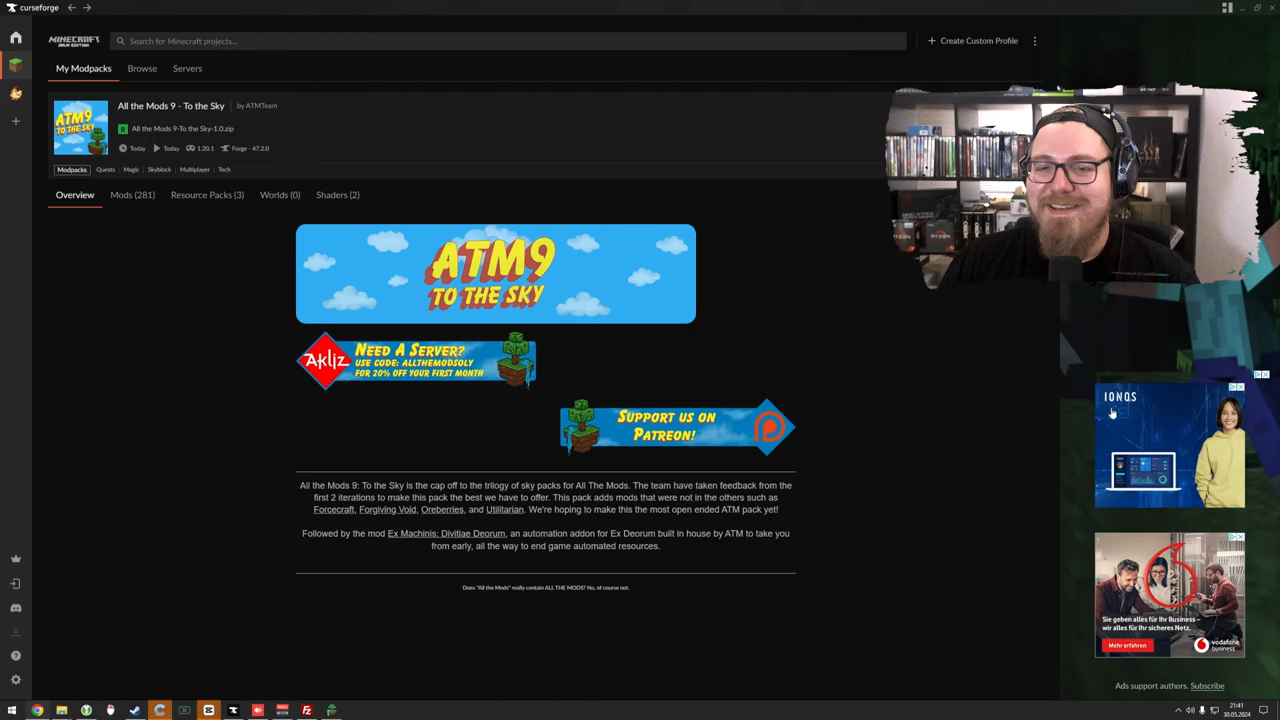 curseforge
MINECRAFT
JAVA EDITION
Search for Minecraft projects...
Create Custom Profile
My Modpacks
Browse
Servers
ATM9
TO THE SKY
All the Mods 9 - To the Sky
by ATMTeam
R
All the Mods 9-To the Sky-1.0.zip
Today
Today
1.20.1
Forge - 47.2.0
Modpacks
Quests
Magic
Skyblock
Multiplayer
Tech
Overview
Mods (281)
Resource Packs (3)
Worlds (0)
Shaders (2)
ATM9
TO THE SKY
Akliz
NEED A SERVER?
USE CODE: ALLTHEMODSOLY
FOR 20% OFF YOUR FIRST MONTH
SUPPORT US ON
PATREON!
All the Mods 9: To the Sky is the cap off to the trilogy of sky packs for All The Mods. The team have taken feedback from the
first 2 iterations to make this pack the best we have to offer. This pack adds mods that were not in the others such as
Forcecraft, Forgiving Void, Oreberries, and Utilitarian. We're hoping to make this the most open ended ATM pack yet!
Followed by the mod Ex Machinis: Divitiae Deorum, an automation addon for Ex Deorum built in house by ATM to take you
from early, all the way to end game automated resources.
Does "All the Mods" really contain ALL THE MODS? No, of course not.
RYZEN
RYZEN
IONOS
Sie geben alles für Ihr Business –
wir alles für Ihr sicheres Netz.
Mehr erfahren
vodafone
business
Ads support authors. Subscribe
21:41
30.05.2024